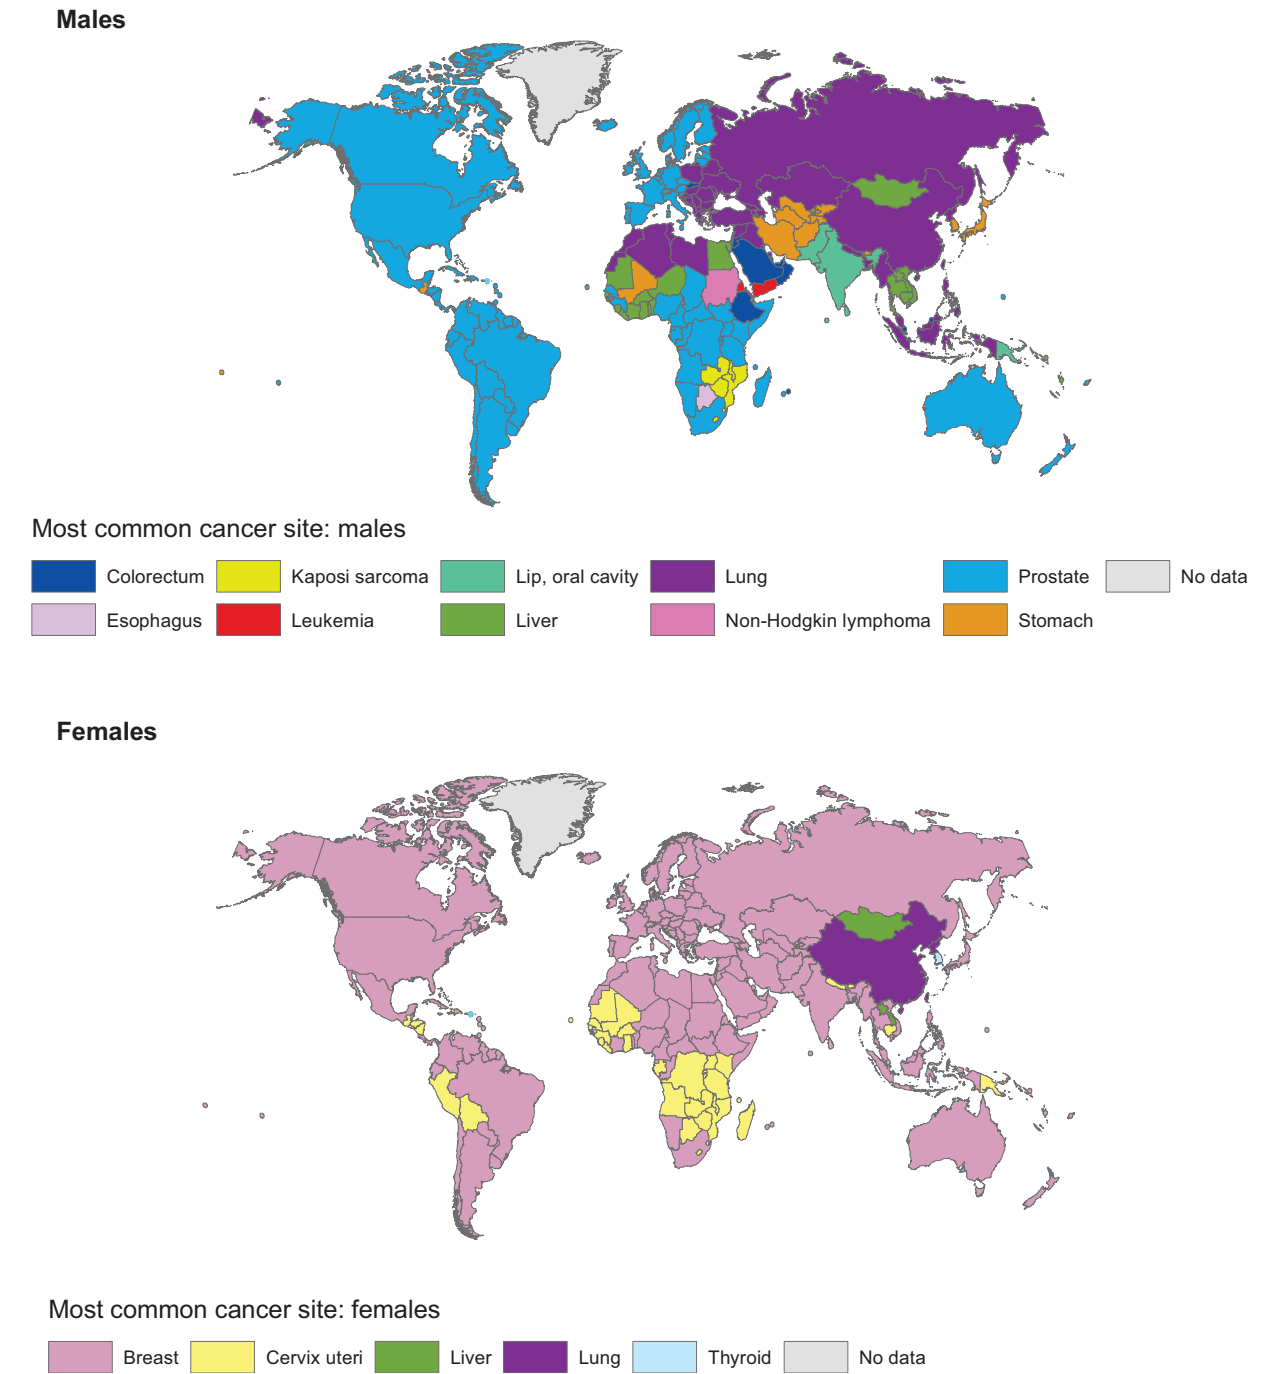 Males
Most common cancer site: males
Colorectum Kaposi sarcoma Lip, oral cavity Lung Prostate No data
Esophagus Leukemia Liver Non-Hodgkin lymphoma Stomach
Females
Most common cancer site: females
Breast Cervix uteri Liver Lung Thyroid No data